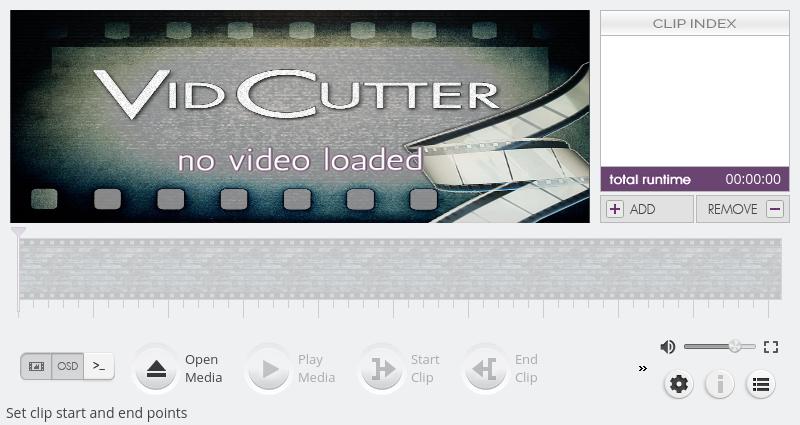 VIDCUTTER
no video loaded
CLIP INDEX
total runtime 00:00:00
+ ADD REMOVE −
OSD >_
Open
Media
Play
Media
Start
Clip
End
Clip
»
Set clip start and end points